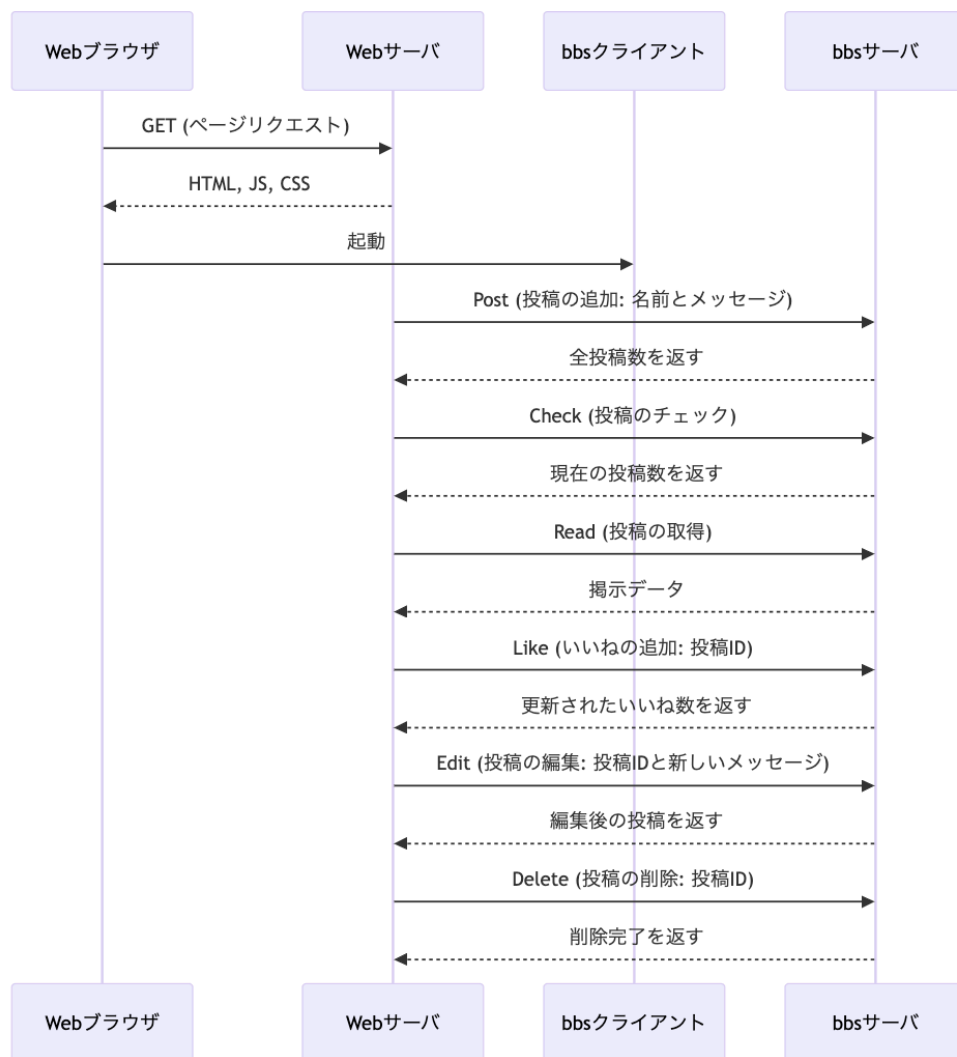 Webブラウザ
Webサーバ
bbsクライアント
bbsサーバ
GET (ページリクエスト)
HTML, JS, CSS
起動
Post (投稿の追加: 名前とメッセージ)
全投稿数を返す
Check (投稿のチェック)
現在の投稿数を返す
Read (投稿の取得)
掲示データ
Like (いいねの追加: 投稿ID)
更新されたいいね数を返す
Edit (投稿の編集: 投稿IDと新しいメッセージ)
編集後の投稿を返す
Delete (投稿の削除: 投稿ID)
削除完了を返す
Webブラウザ
Webサーバ
bbsクライアント
bbsサーバ